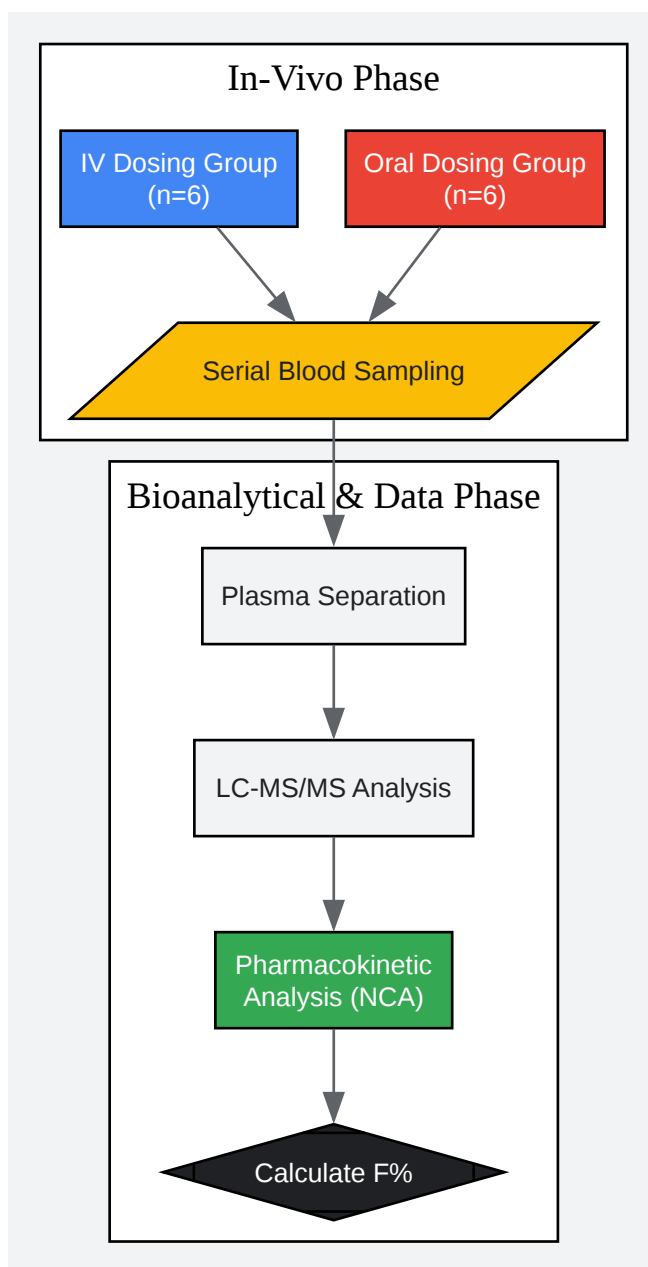 In-Vivo Phase
IV Dosing Group
(n=6)
Oral Dosing Group
(n=6)
Serial Blood Sampling
Bioanalytical & Data Phase
Plasma Separation
LC-MS/MS Analysis
Pharmacokinetic
Analysis (NCA)
Calculate F%